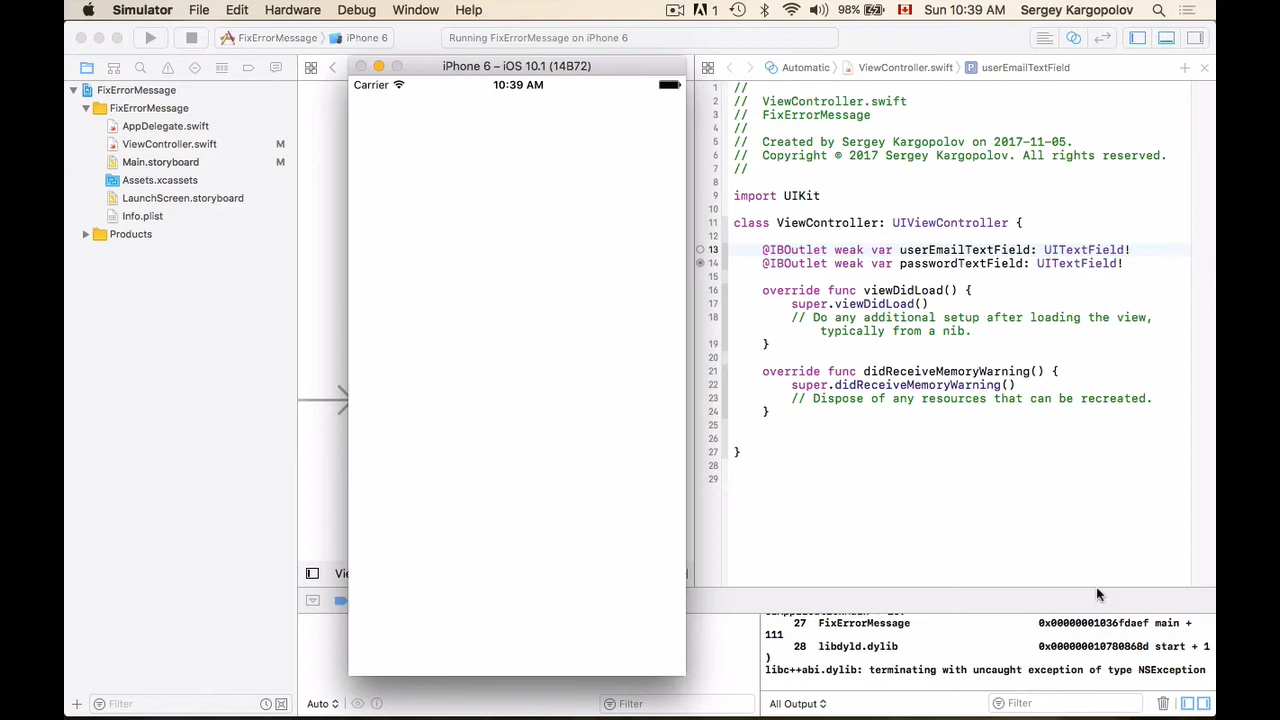 Simulator File Edit Hardware Debug Window Help 1 98% Sun 10:39 AM Sergey Kargopolov
FixErrorMessage iPhone 6 Running FixErrorMessage on iPhone 6
iPhone 6 – iOS 10.1 (14B72)
Automatic ViewController.swift P userEmailTextField
Carrier 10:39 AM
FixErrorMessage
FixErrorMessage
AppDelegate.swift
ViewController.swift M
Main.storyboard M
Assets.xcassets
LaunchScreen.storyboard
Info.plist
Products
1 //
2 // ViewController.swift
3 // FixErrorMessage
4 //
5 // Created by Sergey Kargopolov on 2017-11-05.
6 // Copyright © 2017 Sergey Kargopolov. All rights reserved.
7 //
8
9 import UIKit
10
11 class ViewController: UIViewController {
12
13 @IBOutlet weak var userEmailTextField: UITextField!
14 @IBOutlet weak var passwordTextField: UITextField!
15
16 override func viewDidLoad() {
17 super.viewDidLoad()
18 // Do any additional setup after loading the view,
typically from a nib.
19 }
20
21 override func didReceiveMemoryWarning() {
22 super.didReceiveMemoryWarning()
23 // Dispose of any resources that can be recreated.
24 }
25
26
27 }
28
29
27 FixErrorMessage 0x00000001036fdaef main +
111
28 libdyld.dylib 0x000000010780868d start + 1
)
libc++abi.dylib: terminating with uncaught exception of type NSException
Filter Auto Filter All Output Filter